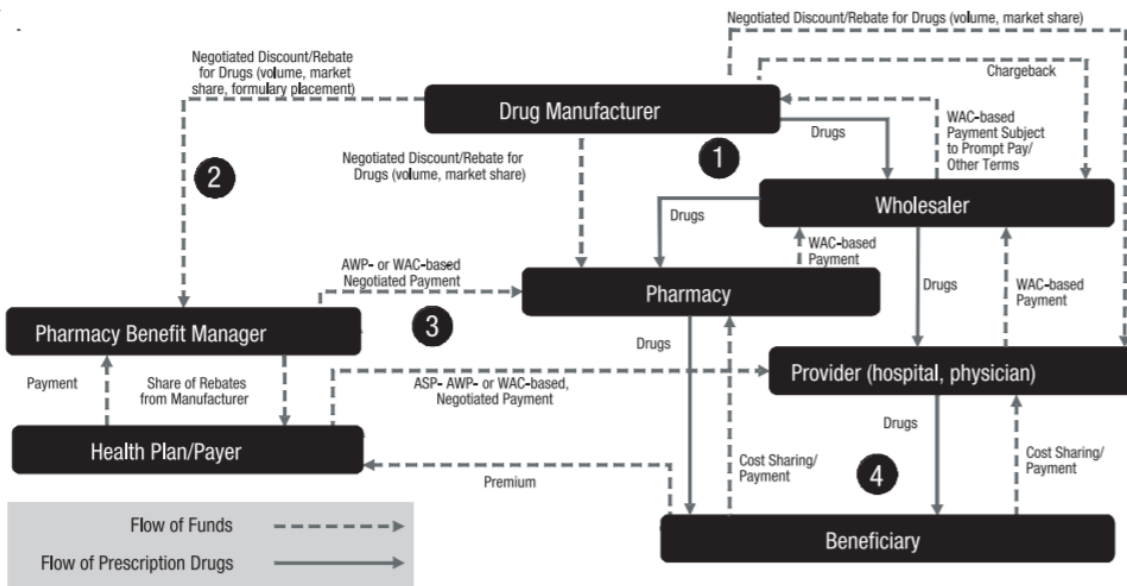 Negotiated Discount/Rebate for Drugs (volume, market share)
Negotiated Discount/Rebate
for Drugs (volume, market
share, formulary placement)
Chargeback
Drug Manufacturer
Drugs
WAC-based
Payment Subject
to Prompt Pay/
Other Terms
1
2
Negotiated Discount/Rebate for
Drugs (volume, market share)
Wholesaler
Drugs
WAC-based
Payment
AWP- or WAC-based
Negotiated Payment
Pharmacy
Drugs
WAC-based
Payment
3
Pharmacy Benefit Manager
Drugs
Provider (hospital, physician)
Payment
Share of Rebates
from Manufacturer
ASP- AWP- or WAC-based,
Negotiated Payment
Drugs
Health Plan/Payer
Cost Sharing/
Payment
4
Cost Sharing/
Payment
Premium
Flow of Funds
Beneficiary
Flow of Prescription Drugs